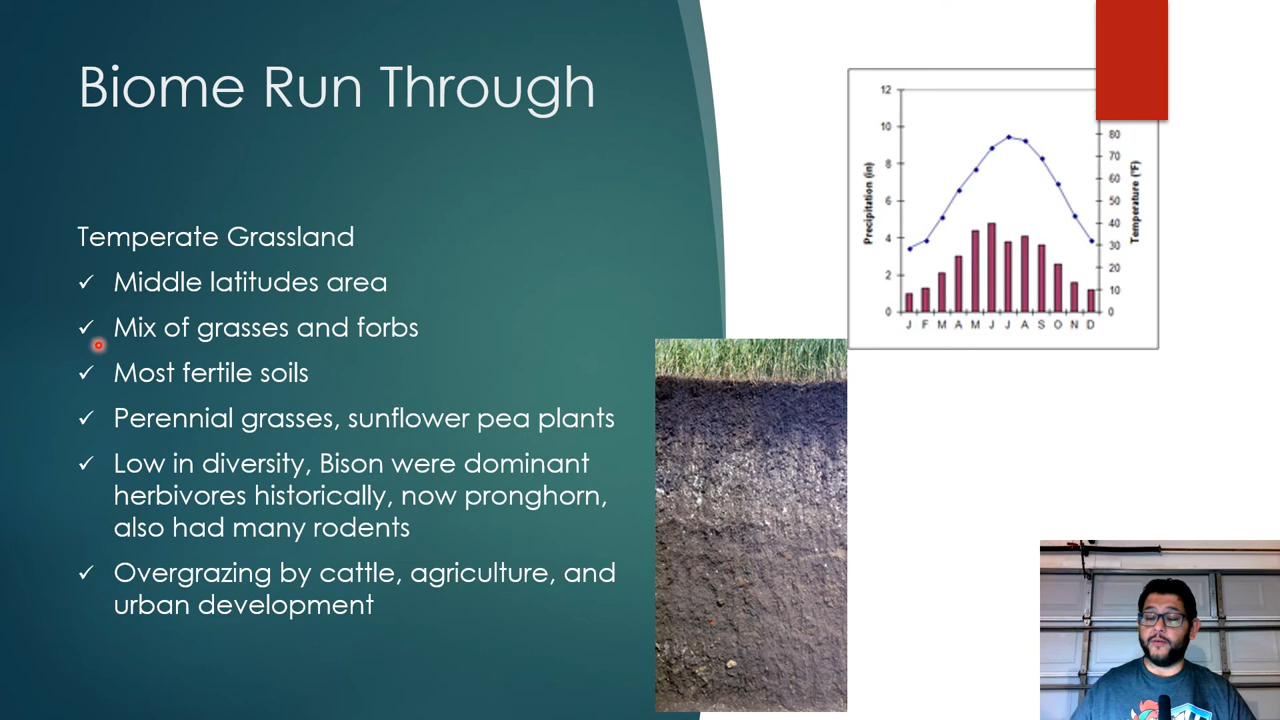 Biome Run Through
Temperate Grassland
✓ Middle latitudes area
✓ Mix of grasses and forbs
✓ Most fertile soils
✓ Perennial grasses, sunflower pea plants
✓ Low in diversity, Bison were dominant
herbivores historically, now pronghorn,
also had many rodents
✓ Overgrazing by cattle, agriculture, and
urban development
12
10
8
6
4
2
0
Precipitation (in)
80
70
60
50
40
30
20
10
0
Temperature (°F)
J F M A M J J A S O N D